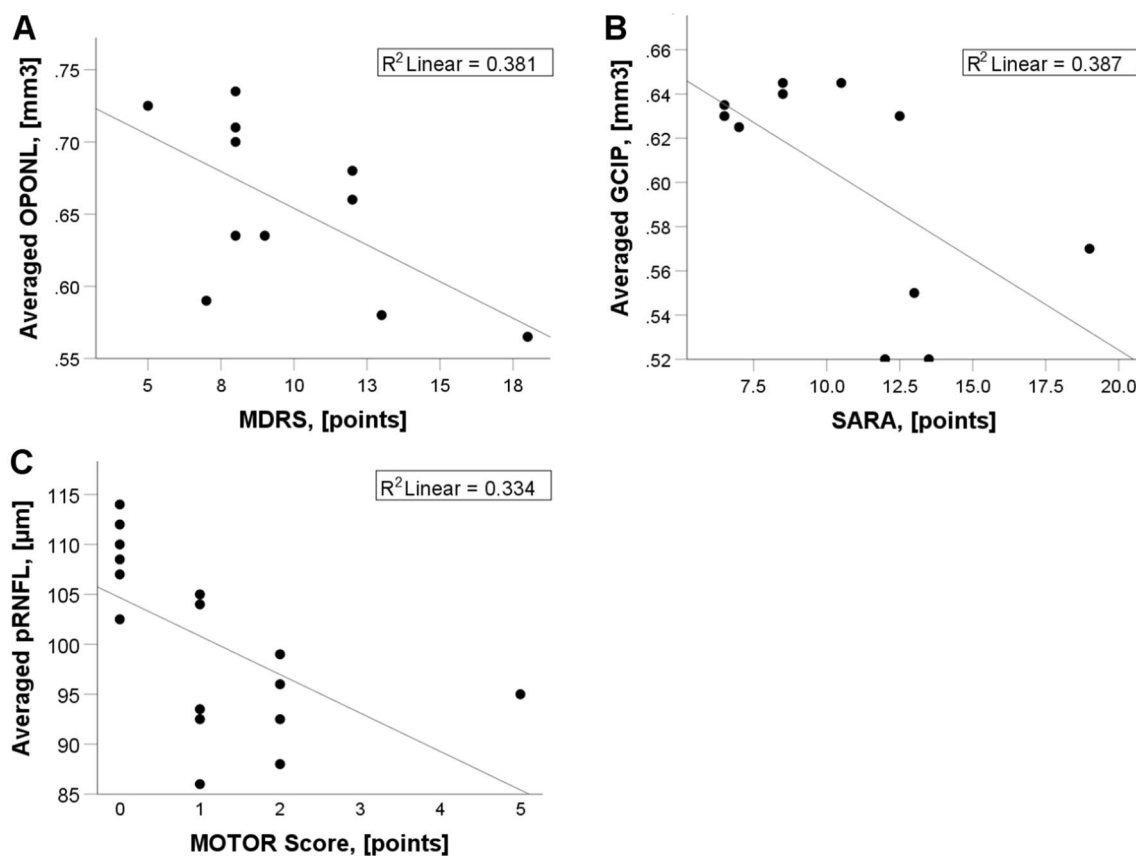 A
R² Linear = 0.381
Averaged OPONL, [mm3]
.75
.70
.65
.60
.55
5 8 10 13 15 18
MDRS, [points]
B
R² Linear = 0.387
Averaged GCIP, [mm3]
.66
.64
.62
.60
.58
.56
.54
.52
7.5 10.0 12.5 15.0 17.5 20.0
SARA, [points]
C
R² Linear = 0.334
Averaged pRNFL, [µm]
115
110
105
100
95
90
85
0 1 2 3 4 5
MOTOR Score, [points]